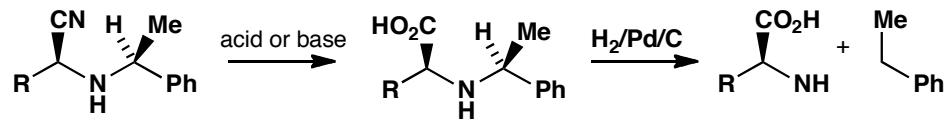 CN H Me
R N H Ph
acid or base
HO₂C H Me
R N H Ph
H₂/Pd/C
CO₂H
R NH
+
Me
Ph